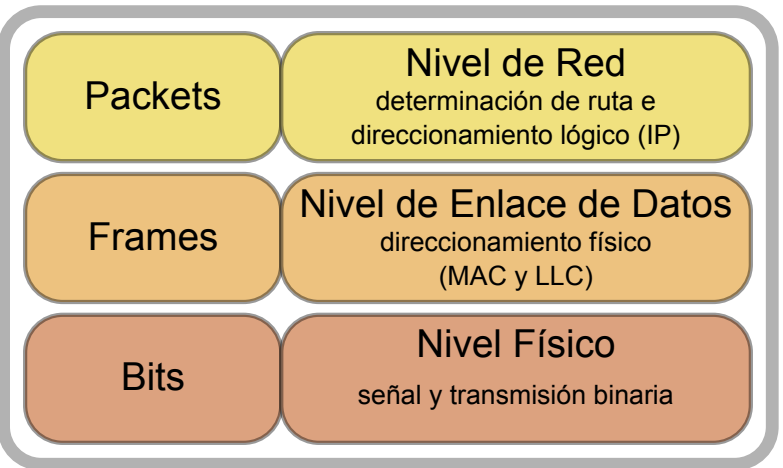 Packets
Nivel de Red
determinación de ruta e
direccionamiento lógico (IP)
Frames
Nivel de Enlace de Datos
direccionamiento físico
(MAC y LLC)
Bits
Nivel Físico
señal y transmisión binaria